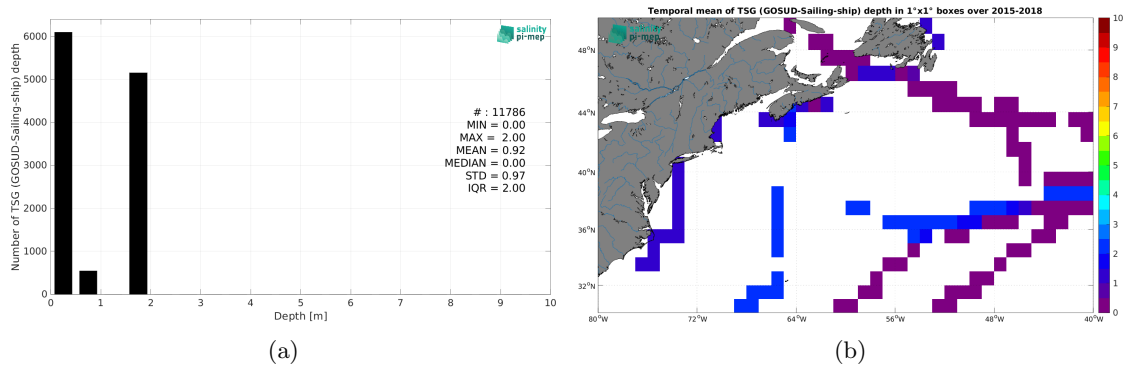 salinity
pi-mep
Number of TSG (GOSUD-Sailing-ship) depth
6000
5000
4000
3000
2000
1000
0
# : 11786
MIN = 0.00
MAX = 2.00
MEAN = 0.92
MEDIAN = 0.00
STD = 0.97
IQR = 2.00
0 1 2 3 4 5 6 7 8 9 10
Depth [m]
(a)
Temporal mean of TSG (GOSUD-Sailing-ship) depth in 1°x1° boxes over 2015-2018
salinity
pi-mep
48°N
44°N
40°N
36°N
32°N
80°W 72°W 64°W 56°W 48°W 40°W
10
9
8
7
6
5
4
3
2
1
0
(b)